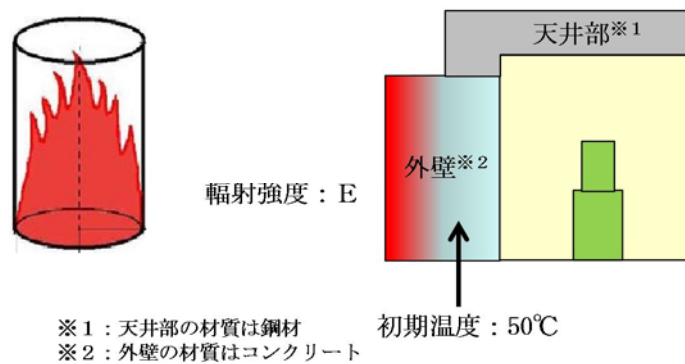 天井部※1
外壁※2
輻射強度：E
初期温度：50℃
※1：天井部の材質は鋼材
※2：外壁の材質はコンクリート